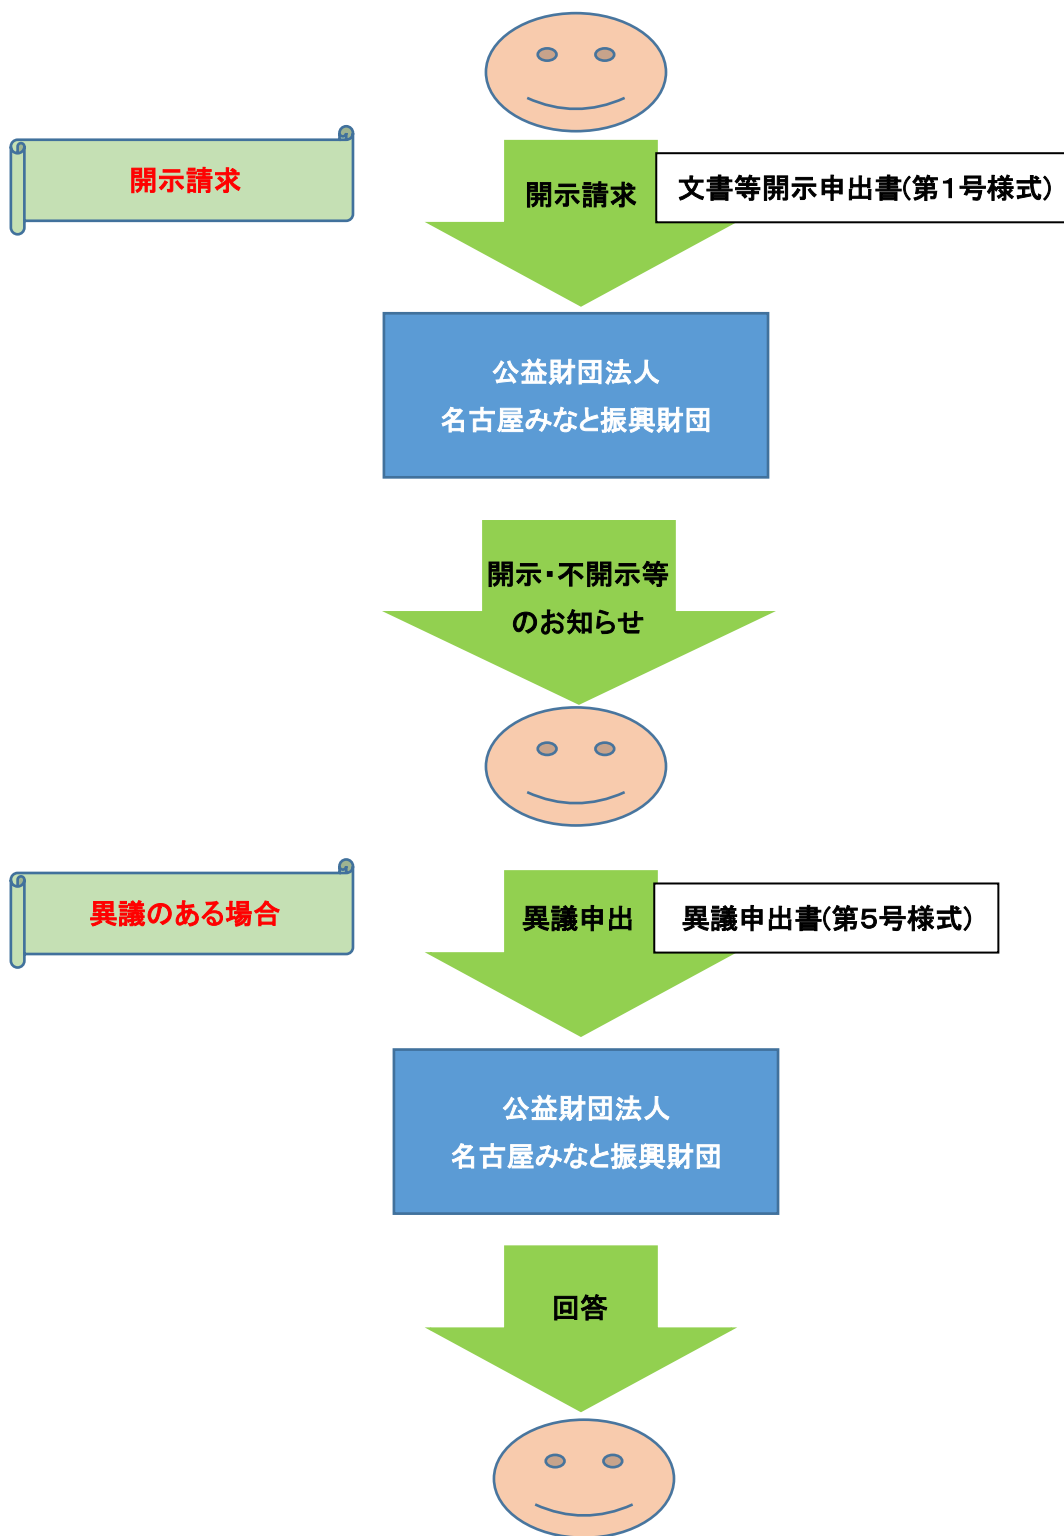 開示請求
開示請求
文書等開示申出書(第1号様式)
公益財団法人
名古屋みなと振興財団
開示・不開示等
のお知らせ
異議のある場合
異議申出
異議申出書(第5号様式)
公益財団法人
名古屋みなと振興財団
回答